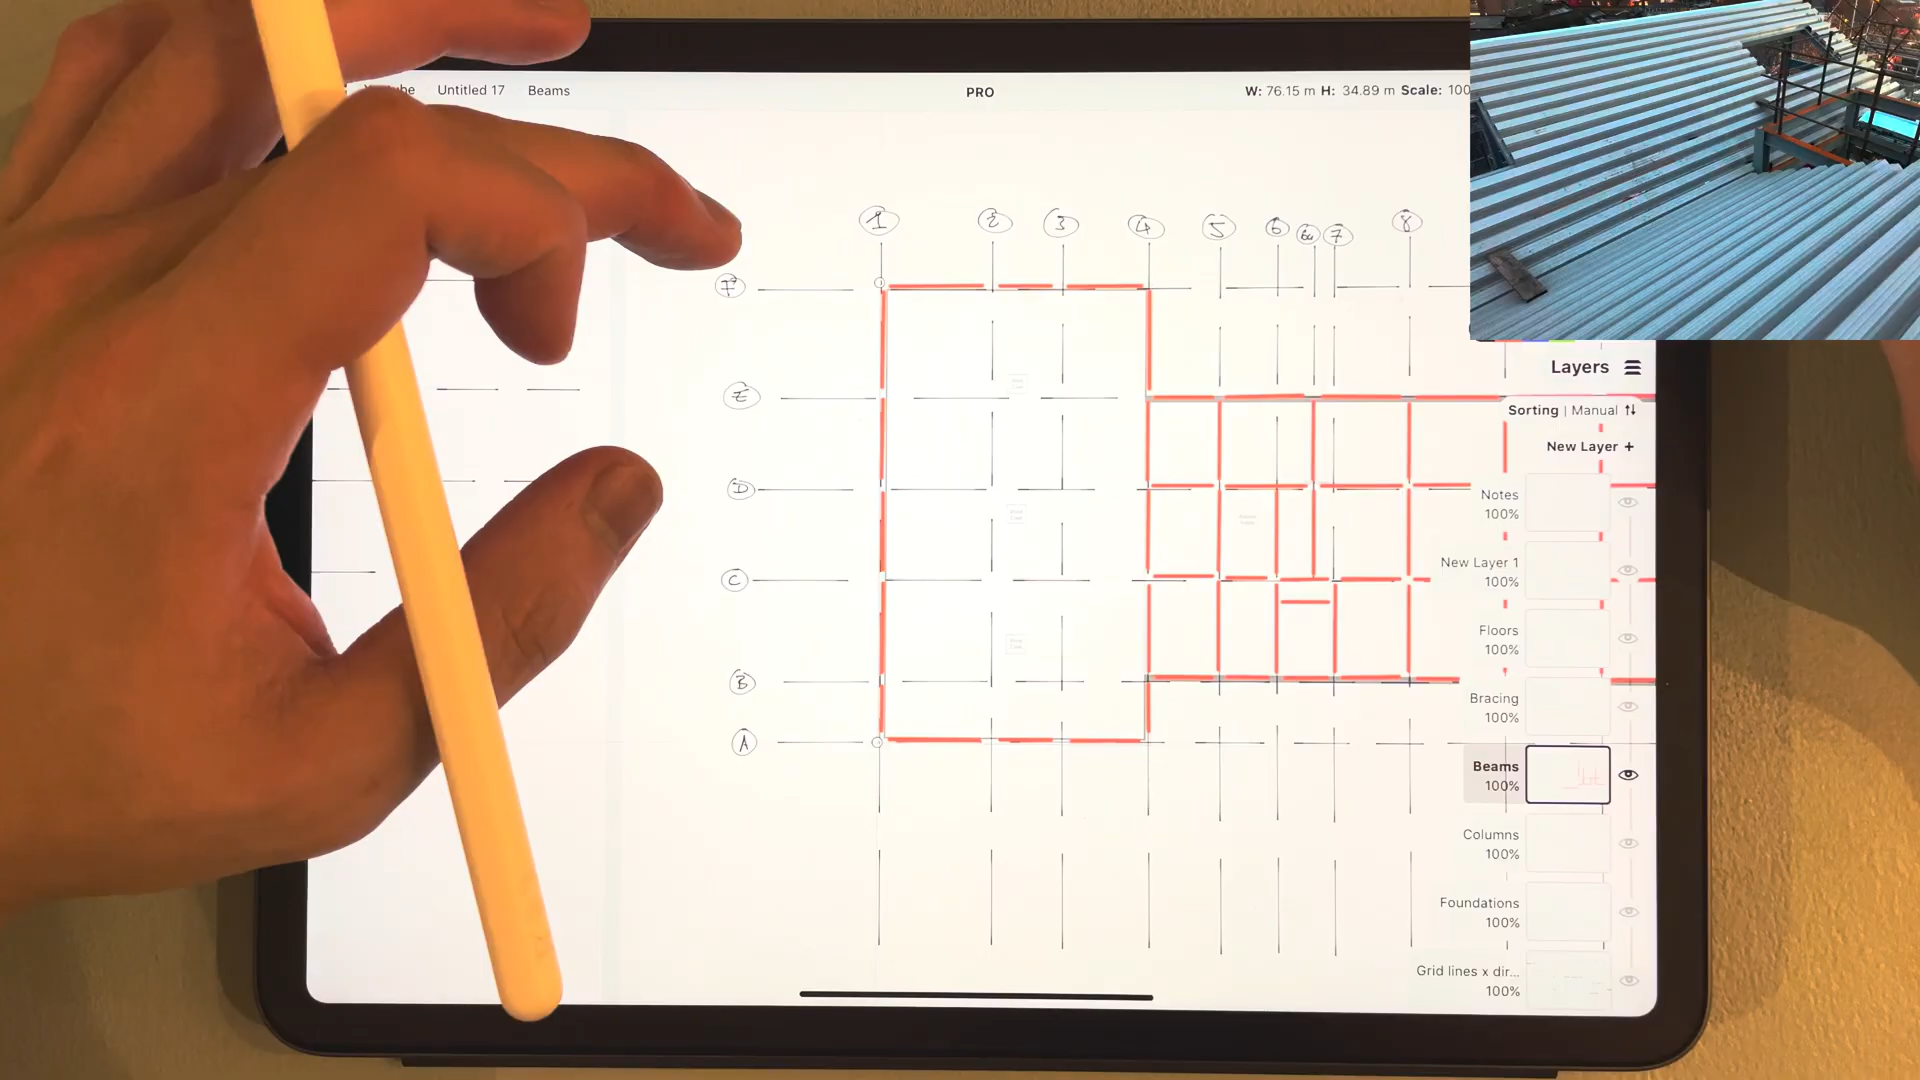 Untitled 17 Beams
PRO
W: 76.15 m H: 34.89 m Scale: 100
1 2 3 4 5 6 6a 7 8
F
E
D
C
B
A
Layers
Sorting | Manual
New Layer +
Notes
100%
New Layer 1
100%
Floors
100%
Bracing
100%
Beams
100%
Columns
100%
Foundations
100%
Grid lines x dir...
100%